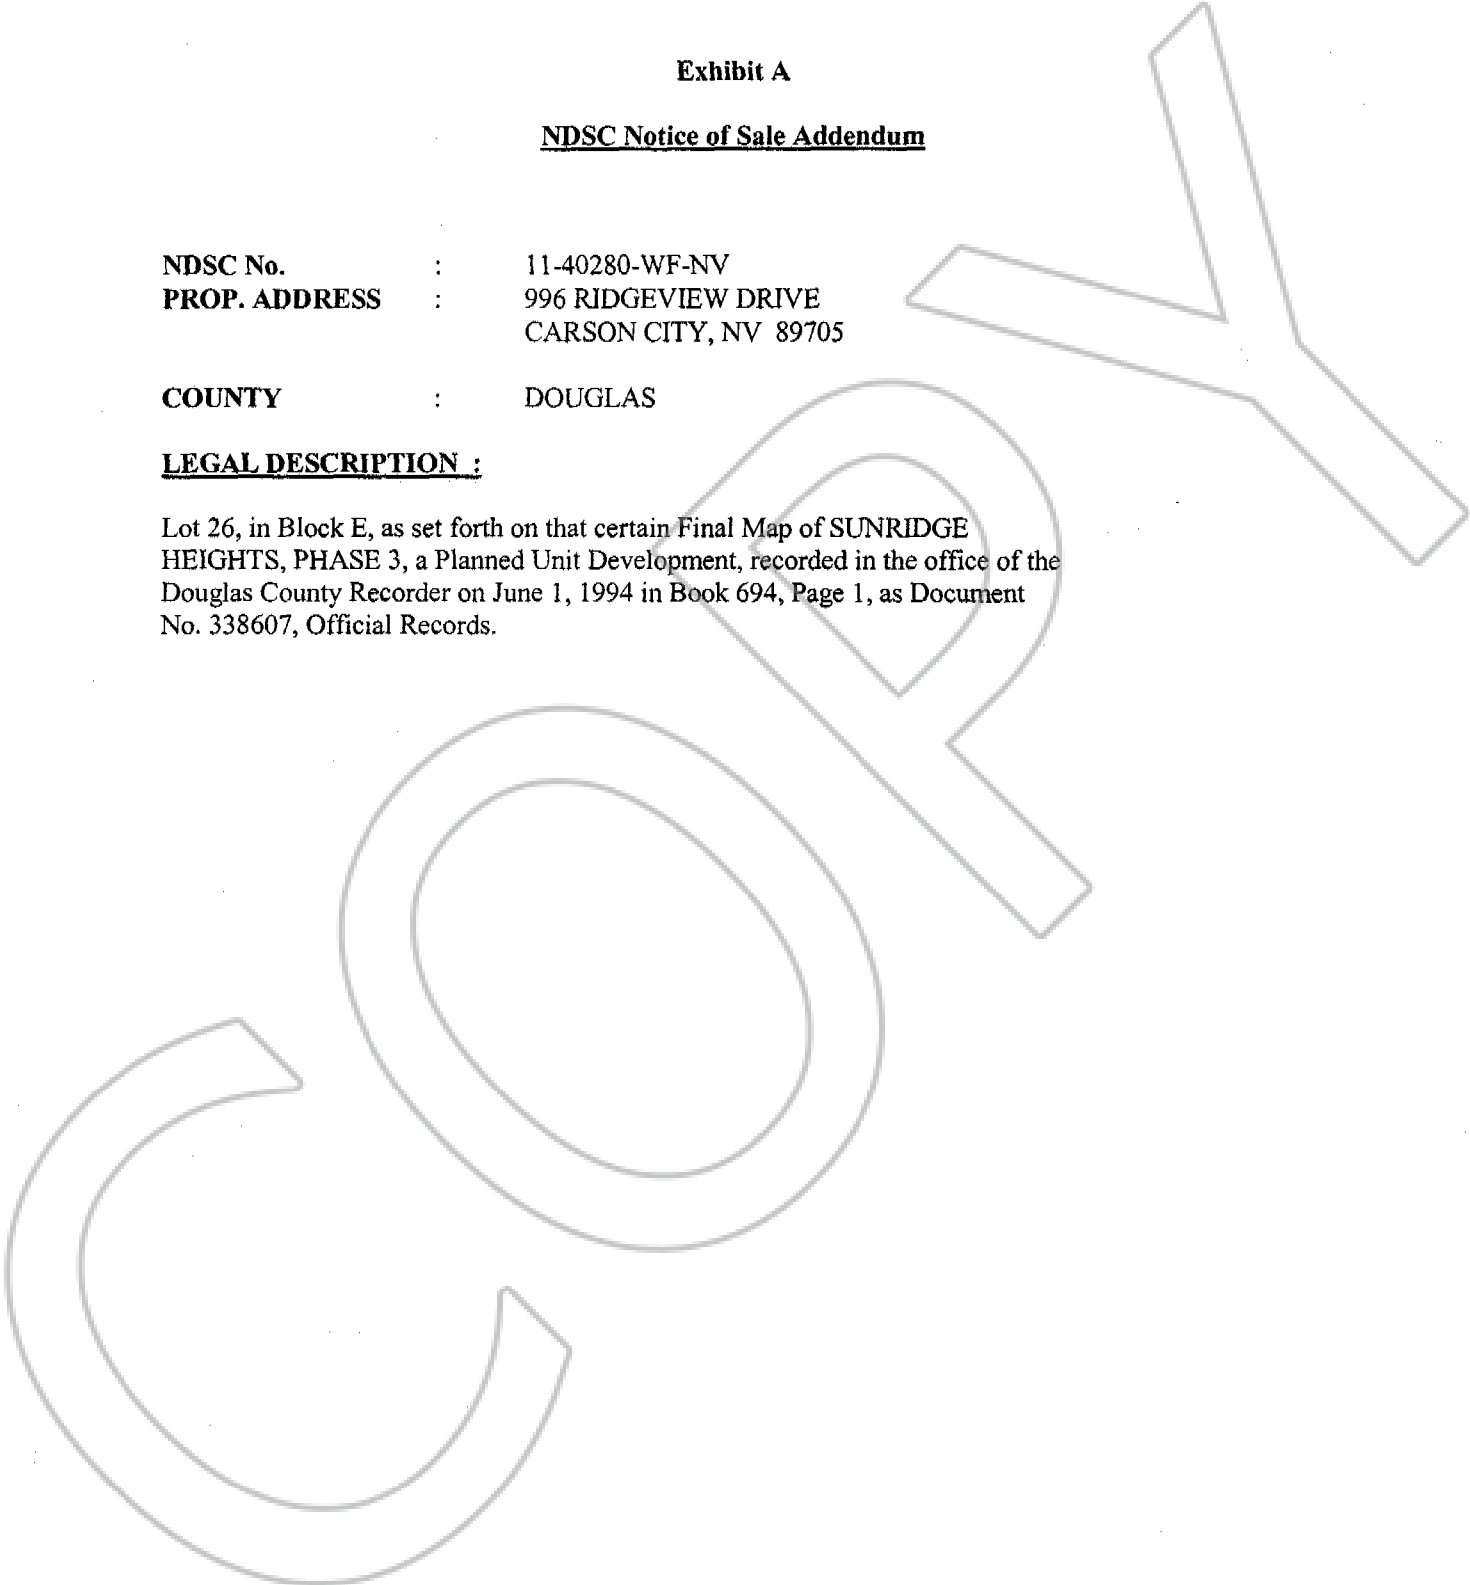 Exhibit A
NDSC Notice of Sale Addendum
NDSC No. : 11-40280-WF-NV
PROP. ADDRESS : 996 RIDGEVIEW DRIVE
CARSON CITY, NV 89705
COUNTY : DOUGLAS
LEGAL DESCRIPTION :
Lot 26, in Block E, as set forth on that certain Final Map of SUNRIDGE
HEIGHTS, PHASE 3, a Planned Unit Development, recorded in the office of the
Douglas County Recorder on June 1, 1994 in Book 694, Page 1, as Document
No. 338607, Official Records.
COPY